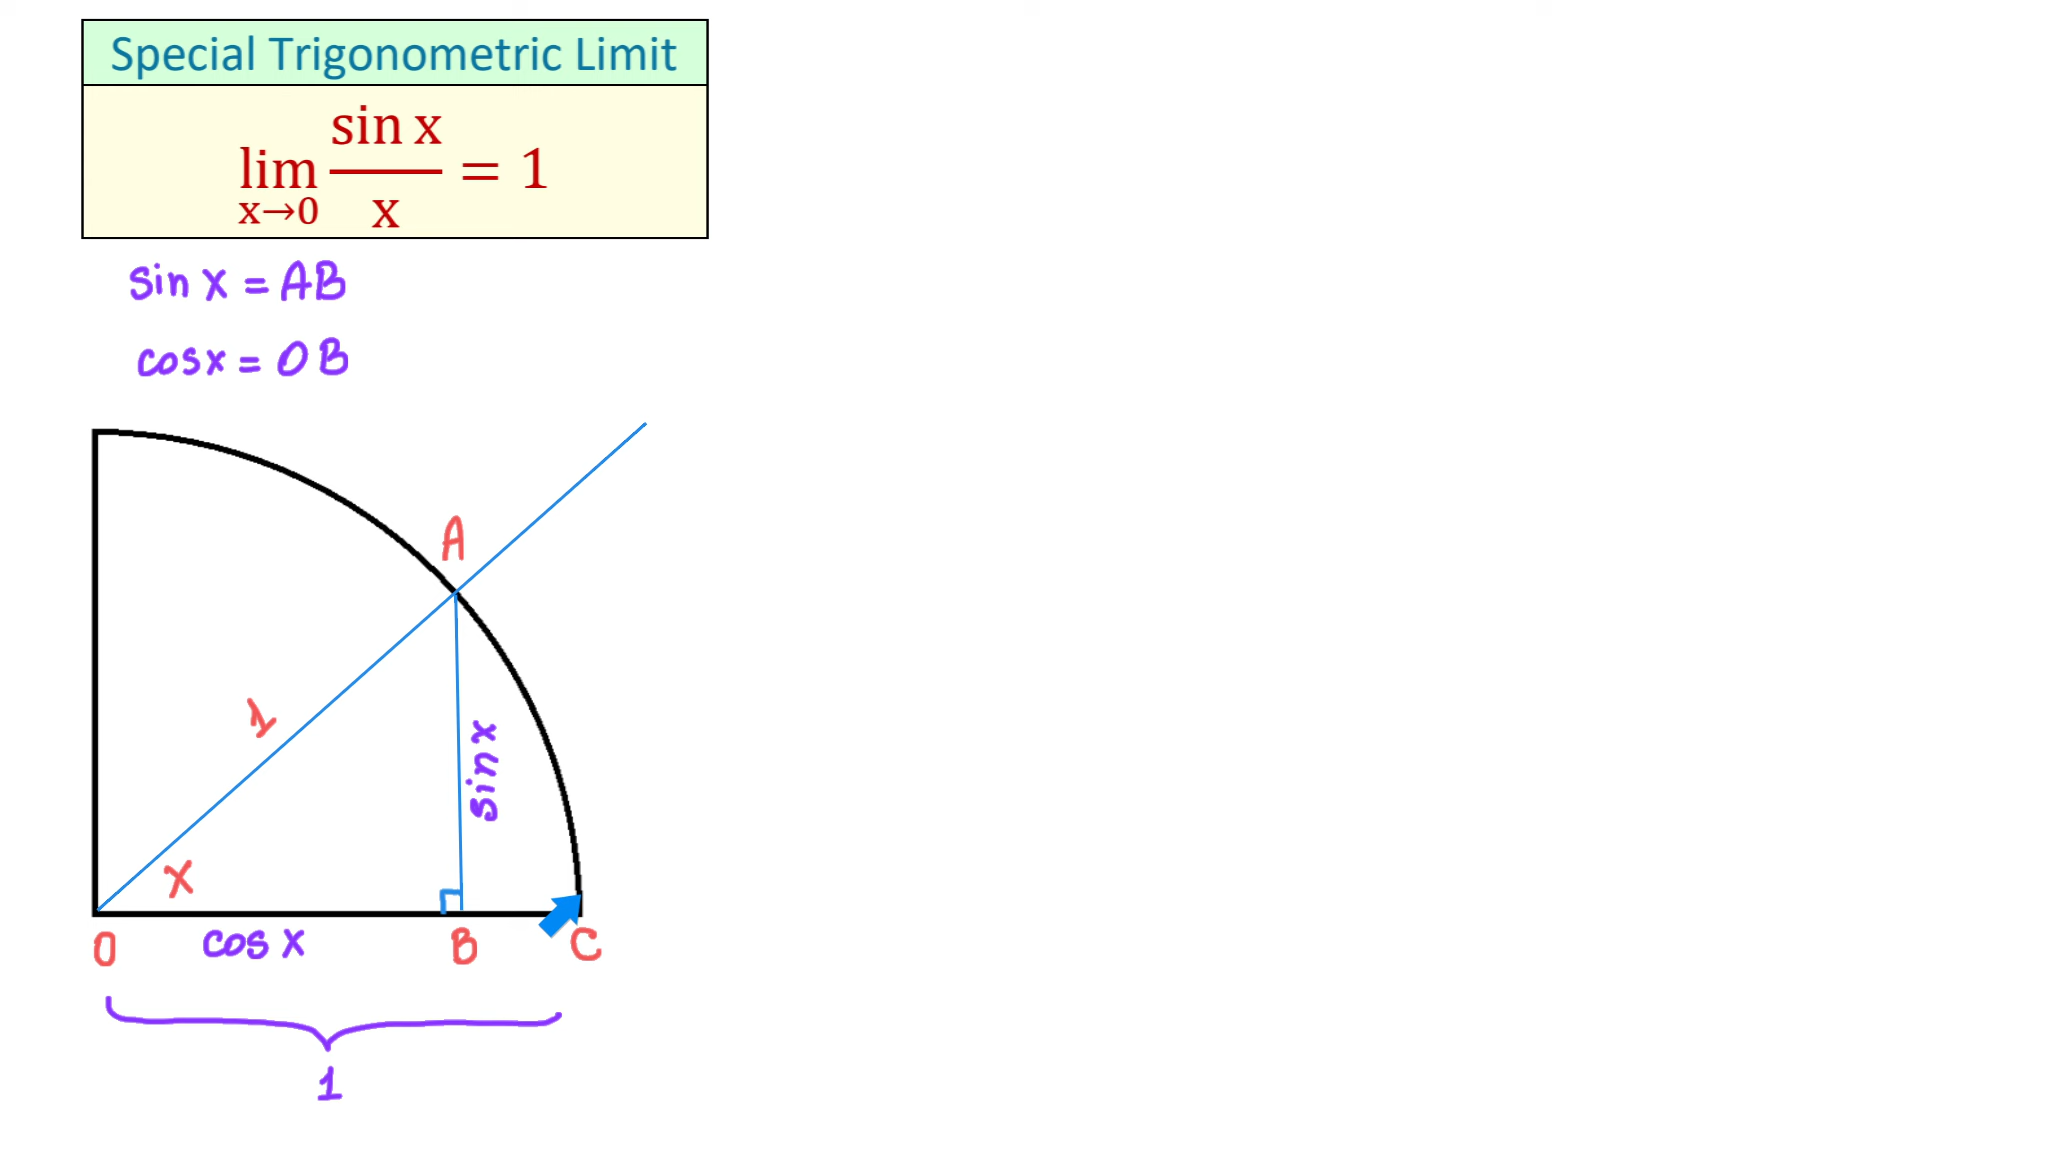 Special Trigonometric Limit
lim x→0 sin x / x = 1
sin x = AB
cos x = OB
A
1
sin x
x
O cos x B C
1